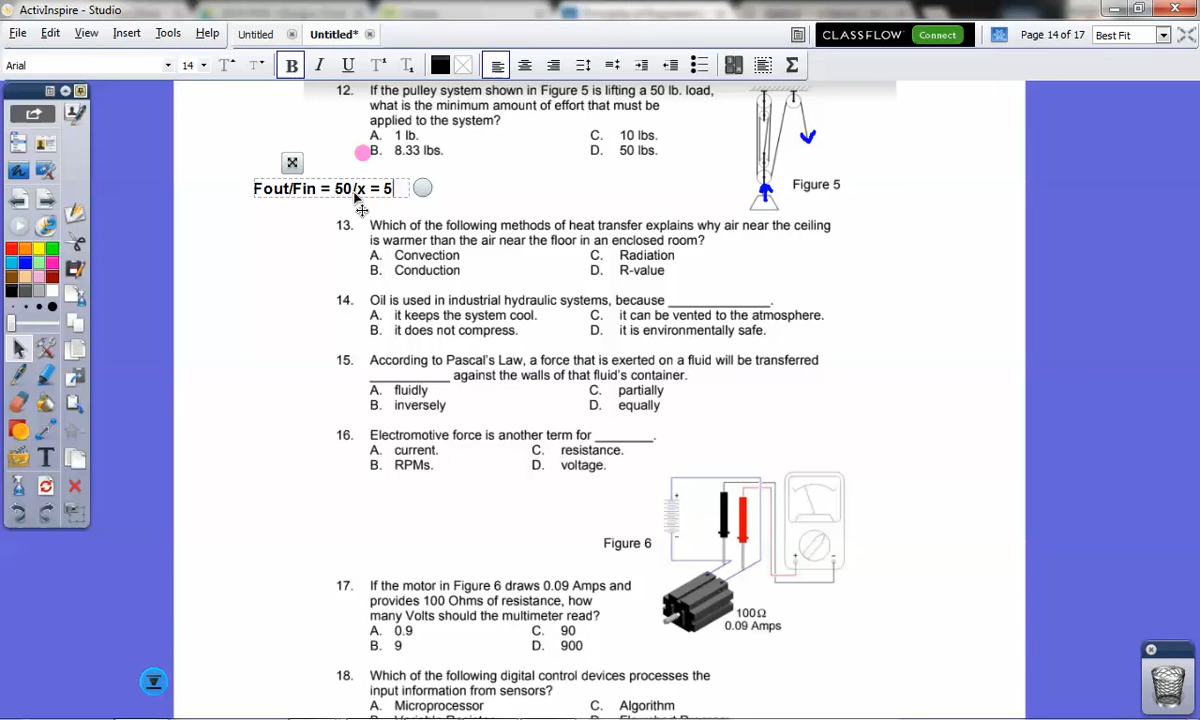 ActivInspire - Studio
File Edit View Insert Tools Help Untitled Untitled* CLASSFLOW Connect Page 14 of 17 Best Fit
Arial 14 B I U
12. If the pulley system shown in Figure 5 is lifting a 50 lb. load,
what is the minimum amount of effort that must be
applied to the system?
A. 1 lb. C. 10 lbs.
B. 8.33 lbs. D. 50 lbs.
Figure 5
Fout/Fin = 50/x = 5
13. Which of the following methods of heat transfer explains why air near the ceiling
is warmer than the air near the floor in an enclosed room?
A. Convection C. Radiation
B. Conduction D. R-value
14. Oil is used in industrial hydraulic systems, because ______________.
A. it keeps the system cool. C. it can be vented to the atmosphere.
B. it does not compress. D. it is environmentally safe.
15. According to Pascal's Law, a force that is exerted on a fluid will be transferred
__________ against the walls of that fluid's container.
A. fluidly C. partially
B. inversely D. equally
16. Electromotive force is another term for ________.
A. current. C. resistance.
B. RPMs. D. voltage.
Figure 6
17. If the motor in Figure 6 draws 0.09 Amps and
provides 100 Ohms of resistance, how
many Volts should the multimeter read?
A. 0.9 C. 90
B. 9 D. 900
100Ω
0.09 Amps
18. Which of the following digital control devices processes the
input information from sensors?
A. Microprocessor C. Algorithm